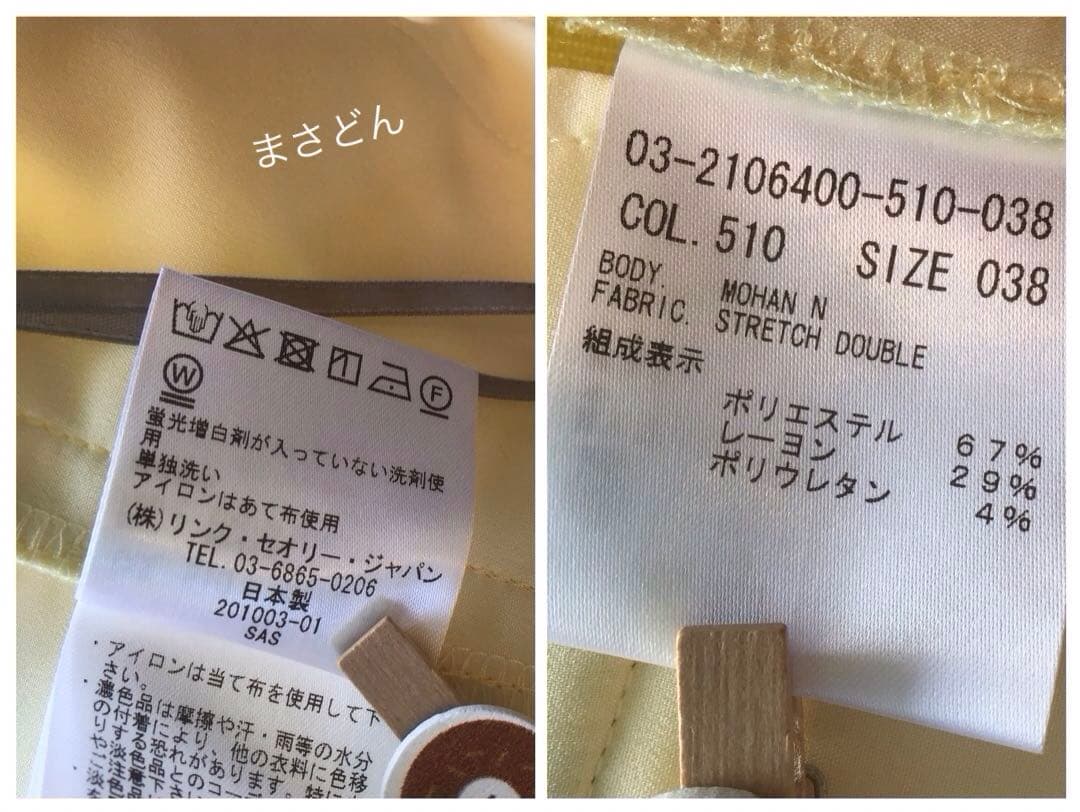 まさどん
W
F
蛍光増白剤が入っていない洗剤使
用
単独洗い
アイロンはあて布使用
(株)リンク・セオリー・ジャパン
TEL. 03-6865-0206
日本製
201003-01
SAS
・アイロンは当て布を使用して下
さい。
・濃色品は摩擦や汗・雨等の水分
の付着により、他の衣料に色移
りする恐れがあります。特に
03-2106400-510-038
COL. 510 SIZE 038
BODY. MOHAN N
FABRIC. STRETCH DOUBLE
組成表示
ポリエステル 67%
レーヨン 29%
ポリウレタン 4%